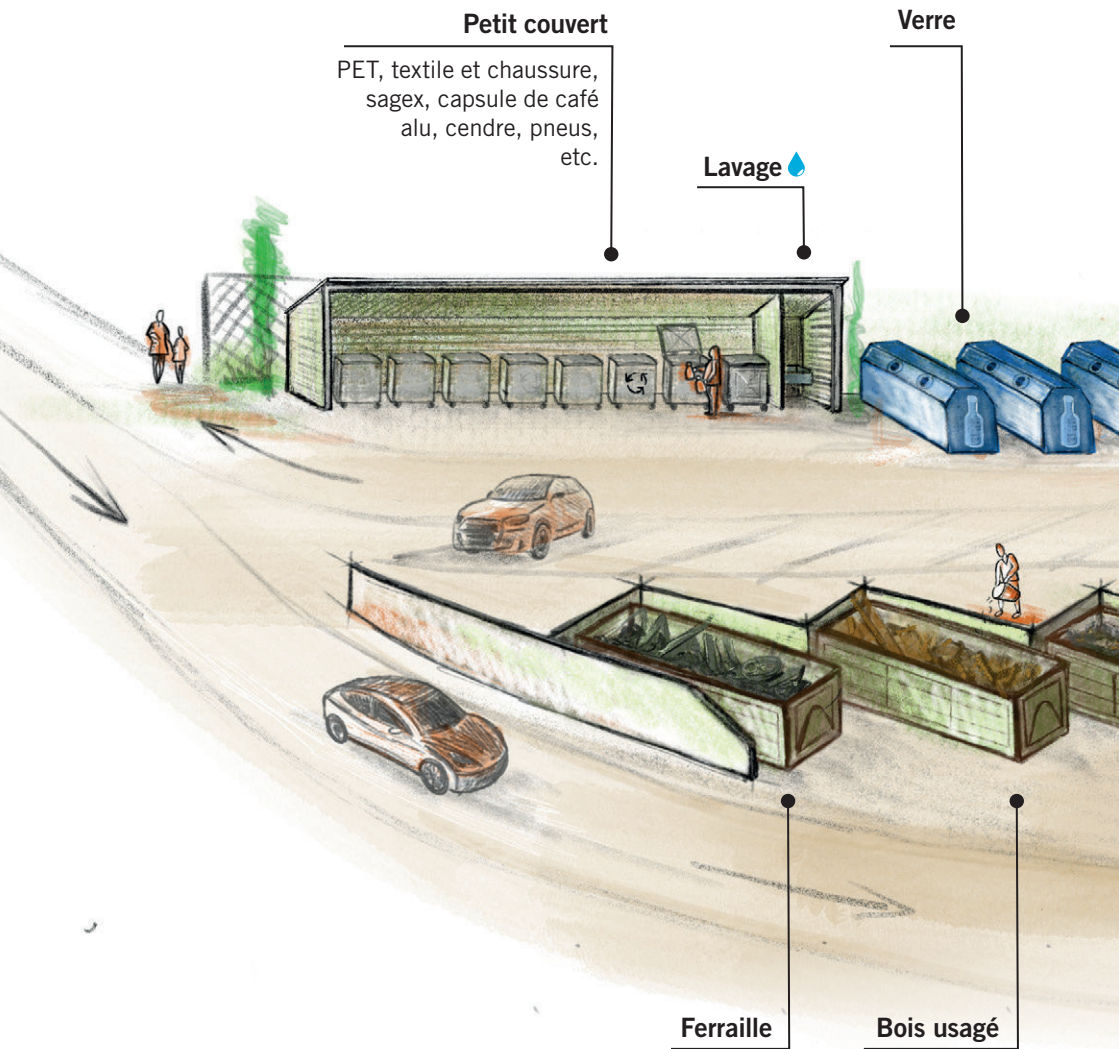 Petit couvert
PET, textile et chaussure,
sagex, capsule de café
alu, cendre, pneus,
etc.
Lavage
Verre
Ferraille
Bois usagé